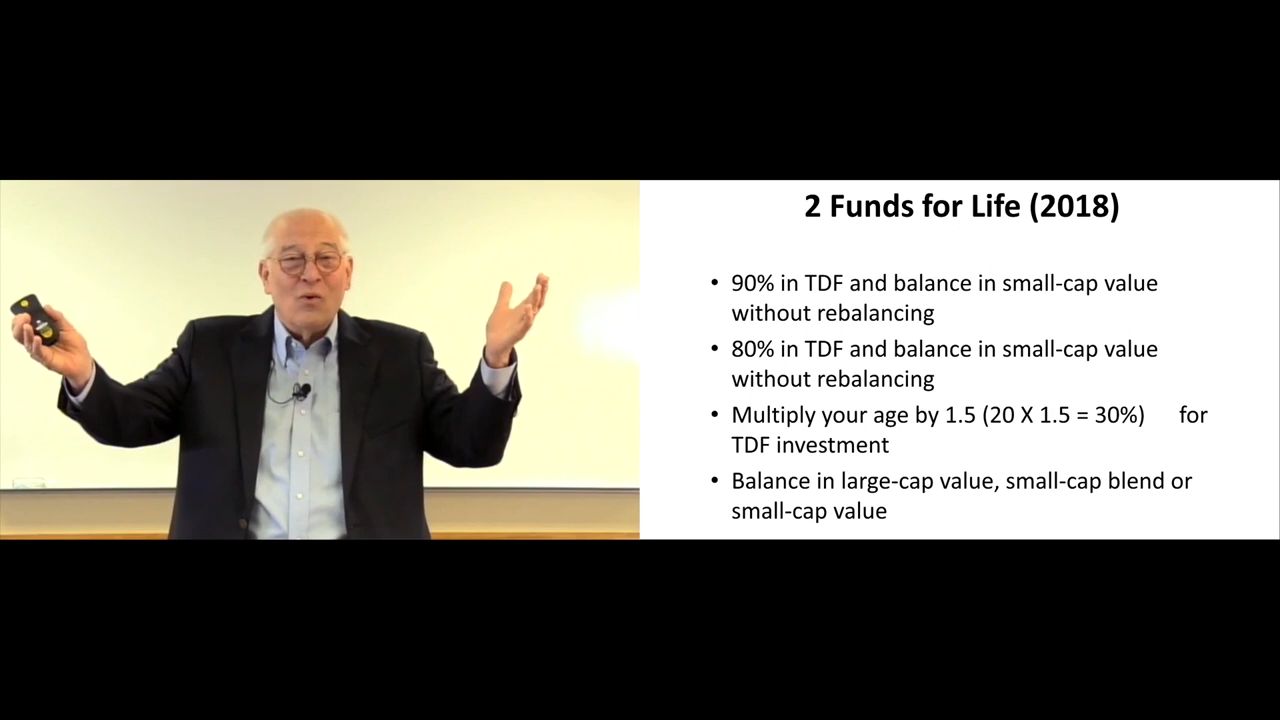 2 Funds for Life (2018)
• 90% in TDF and balance in small-cap value
without rebalancing
• 80% in TDF and balance in small-cap value
without rebalancing
• Multiply your age by 1.5 (20 X 1.5 = 30%) for
TDF investment
• Balance in large-cap value, small-cap blend or
small-cap value